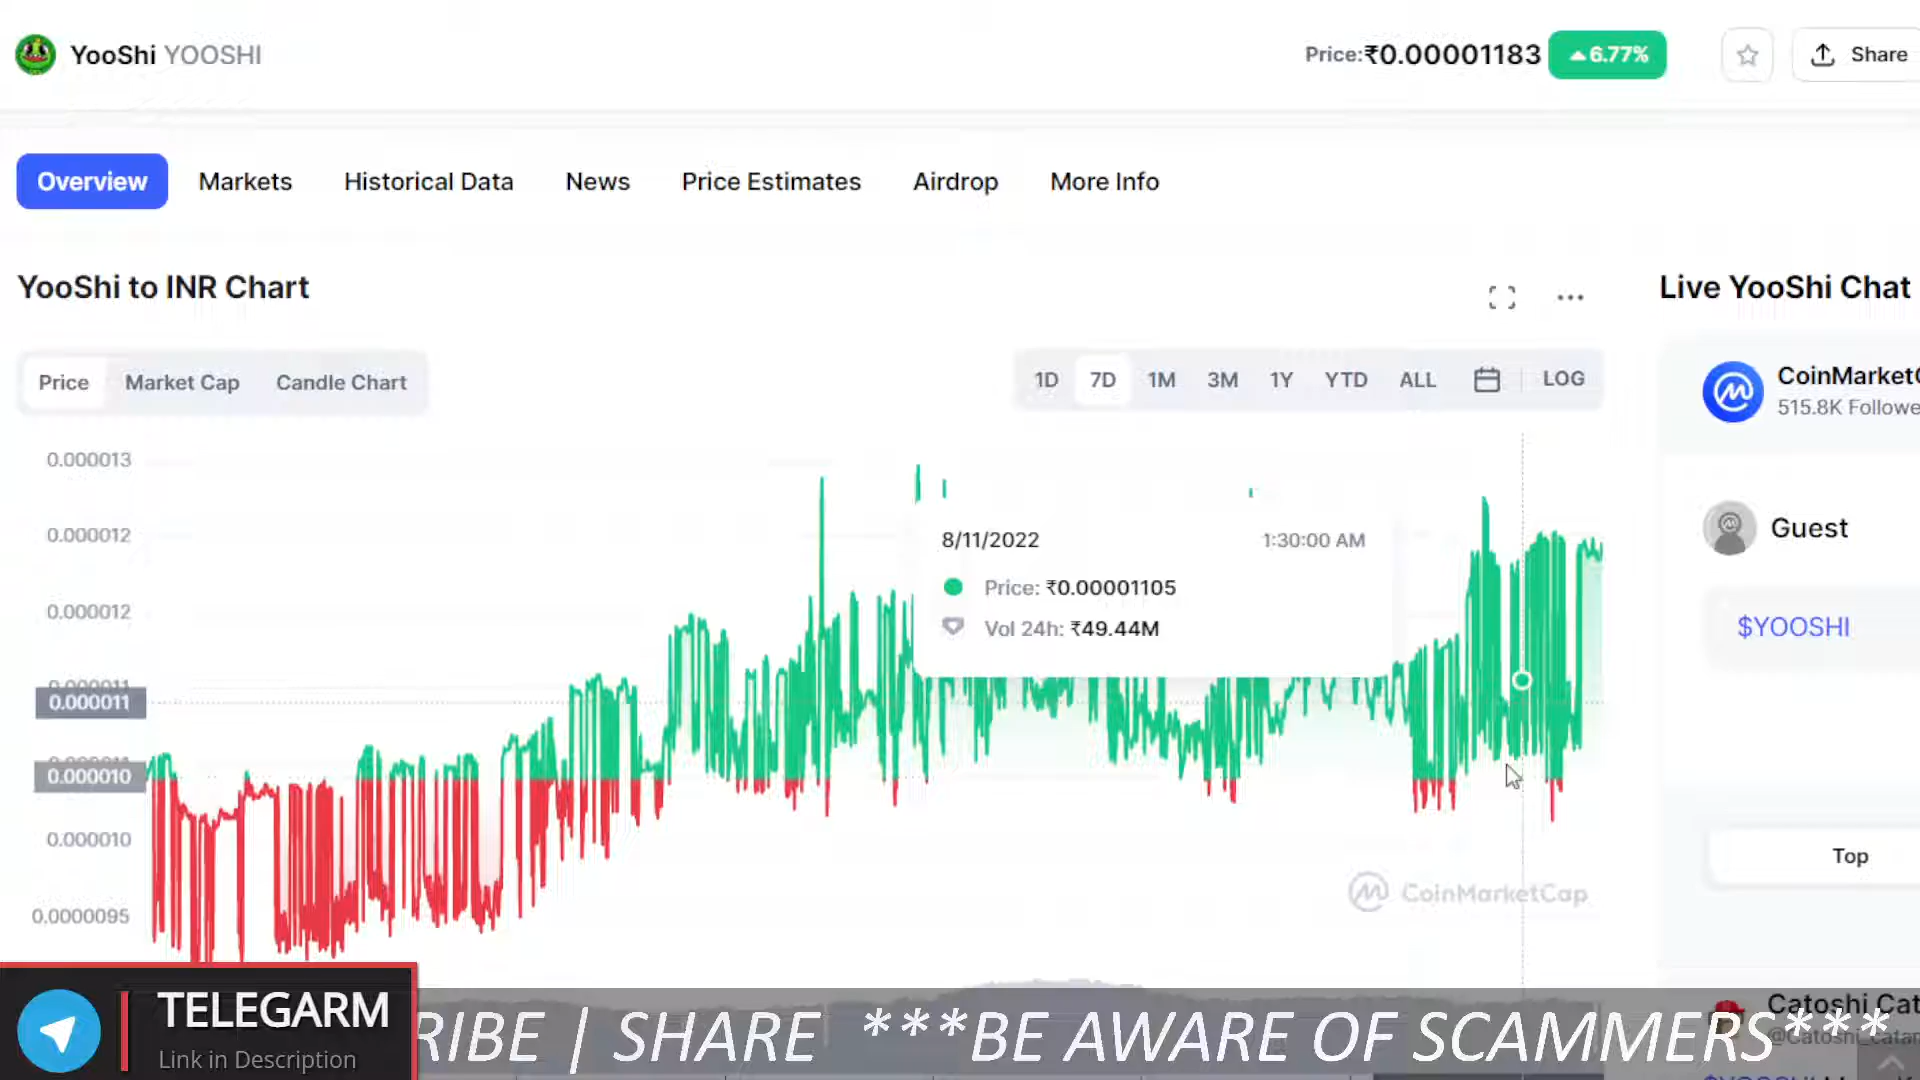 YooShi YOOSHI
Price:₹0.00001183 6.77%
Share
Overview Markets Historical Data News Price Estimates Airdrop More Info
YooShi to INR Chart
Live YooShi Chat
Price Market Cap Candle Chart
1D 7D 1M 3M 1Y YTD ALL LOG
CoinMarketC
515.8K Followe
0.000013
0.000012
0.000012
0.000011
0.000010
0.000010
0.0000095
8/11/2022 1:30:00 AM
Price: ₹0.00001105
Vol 24h: ₹49.44M
Guest
$YOOSHI
Top
CoinMarketCap
Catoshi Cat
@Catoshi_catar
TELEGARM
Link in Description
RIBE | SHARE ***BE AWARE OF SCAMMERS***